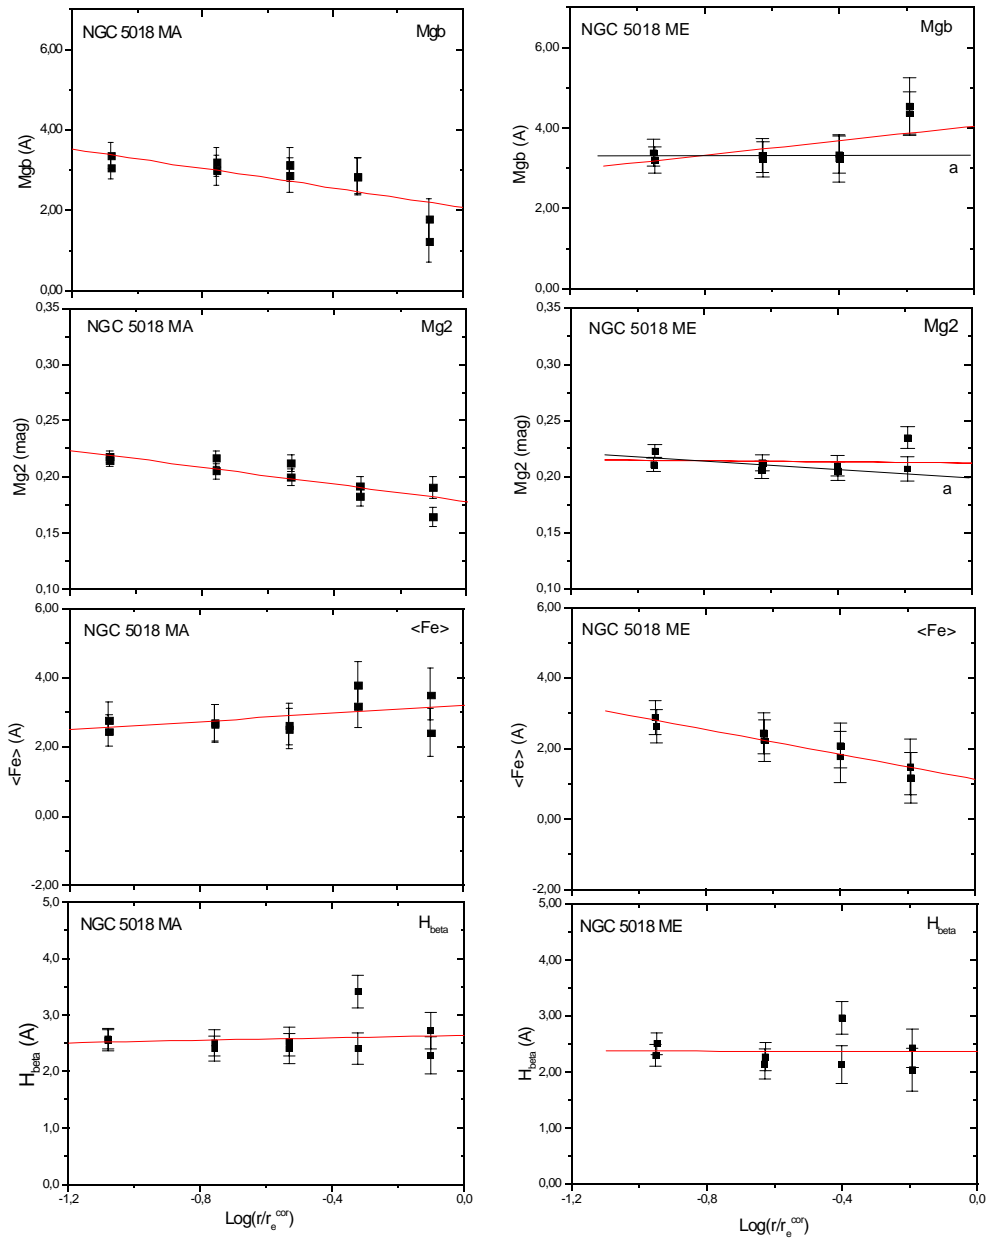 NGC 5018 MA
Mgb
6,00
4,00
2,00
0,00
Mgb (A)
NGC 5018 ME
Mgb
6,00
4,00
2,00
0,00
Mgb (A)
a
NGC 5018 MA
Mg2
0,35
0,30
0,25
0,20
0,15
0,10
Mg2 (mag)
NGC 5018 ME
Mg2
0,35
0,30
0,25
0,20
0,15
0,10
Mg2 (mag)
a
NGC 5018 MA
<Fe>
6,00
4,00
2,00
0,00
-2,00
<Fe> (A)
NGC 5018 ME
<Fe>
6,00
4,00
2,00
0,00
-2,00
<Fe> (A)
NGC 5018 MA
H_beta
5,0
4,0
3,0
2,0
1,0
0,0
H_beta (A)
-1,2 -0,8 -0,4 0,0
Log(r/r_e^cor)
NGC 5018 ME
H_beta
5,00
4,00
3,00
2,00
1,00
0,00
H_beta (A)
-1,2 -0,8 -0,4 0,0
Log(r/r_e^cor)